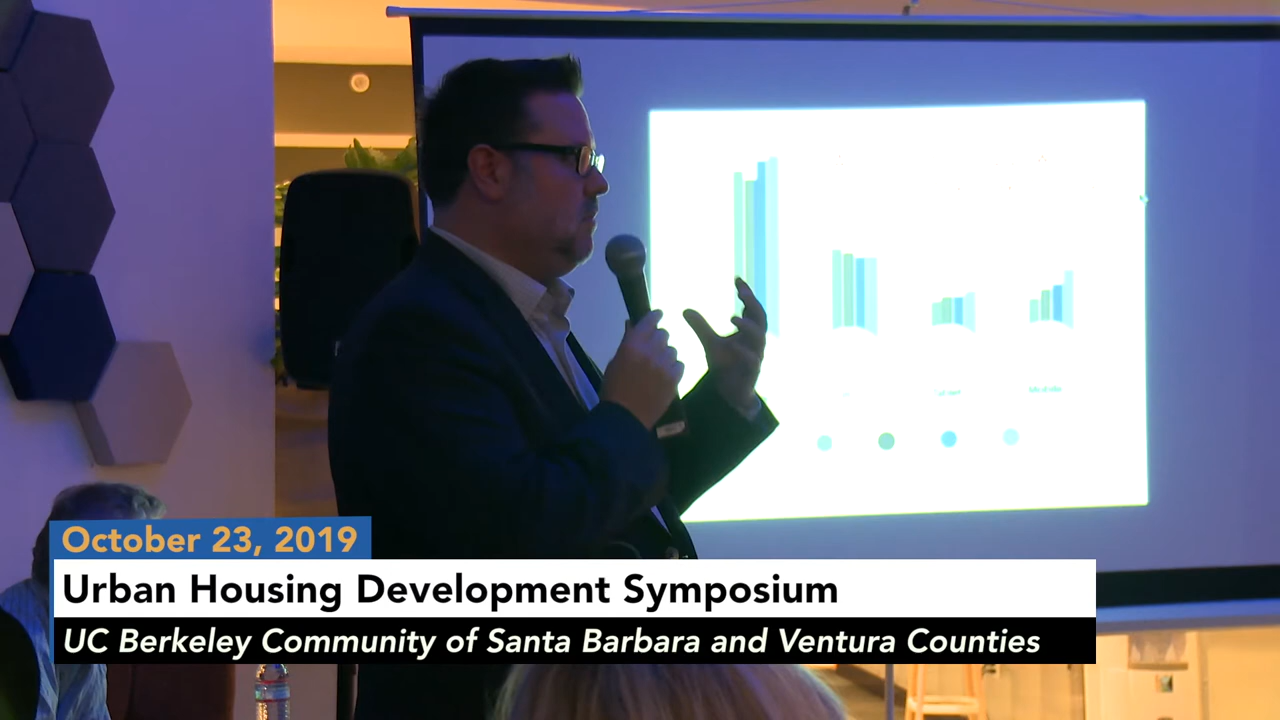 October 23, 2019
Urban Housing Development Symposium
UC Berkeley Community of Santa Barbara and Ventura Counties